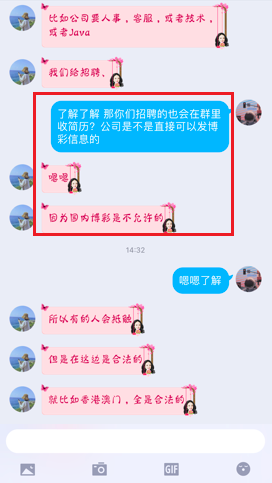 比如公司要人事，客服，或者技术，
或者Java
我们给招聘、
了解了解 那你们招聘的也会在群里
收简历？公司是不是直接可以发博
彩信息的
嗯嗯
因为国内博彩是不允许的
14:32
嗯嗯了解
所以有的人会抵触
但是在这边是合法的
就比如香港澳门，全是合法的
GIF